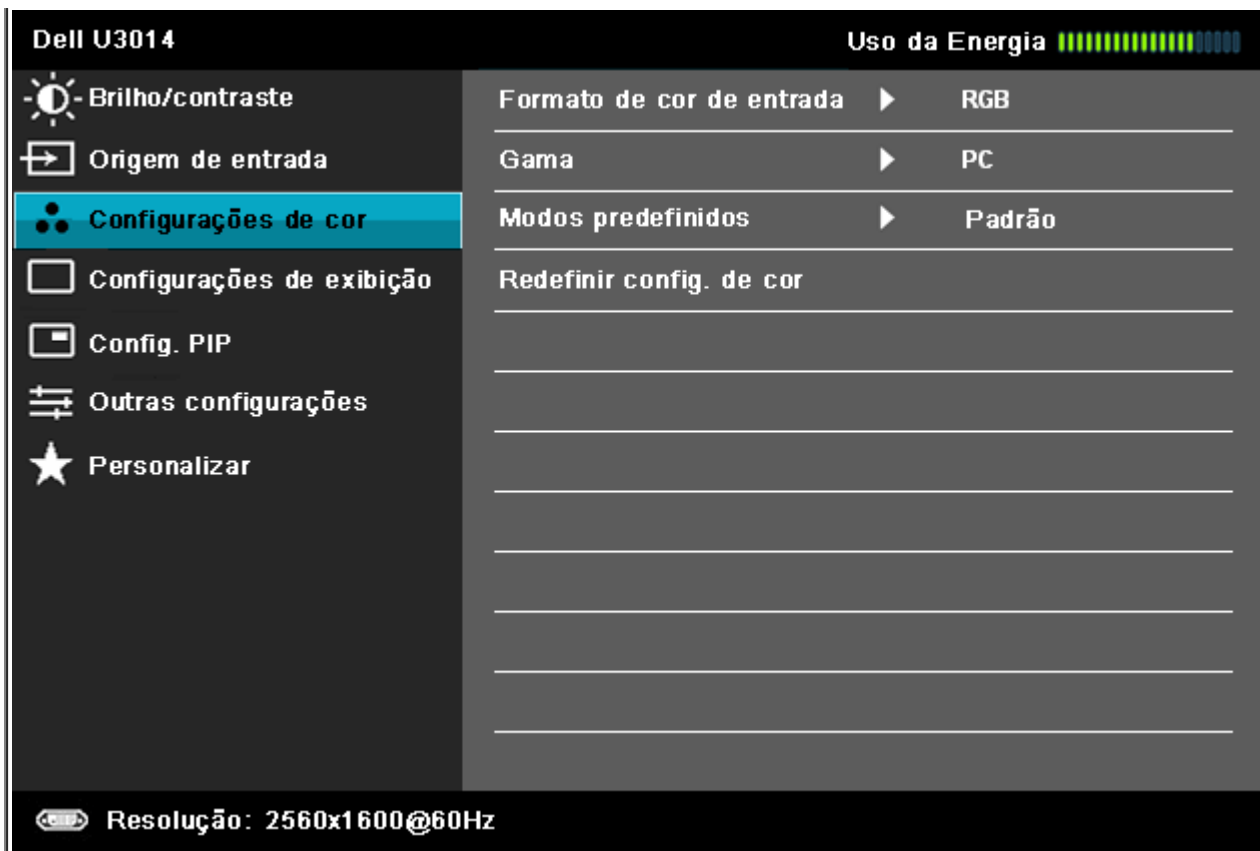 Dell U3014 Uso da Energia
Brilho/contraste
Origem de entrada
Configurações de cor
Configurações de exibição
Config. PIP
Outras configurações
Personalizar
Formato de cor de entrada RGB
Gama PC
Modos predefinidos Padrão
Redefinir config. de cor
Resolução: 2560x1600@60Hz